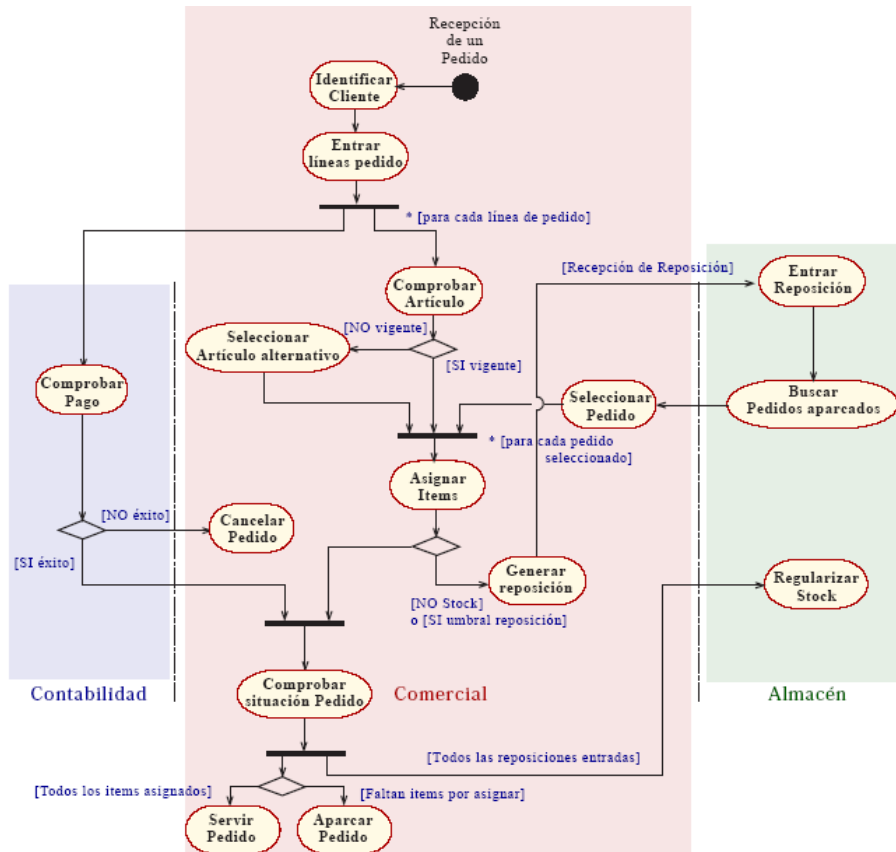 Recepción
de un
Pedido
Identificar
Cliente
Entrar
líneas pedido
* [para cada línea de pedido]
[Recepción de Reposición]
Entrar
Reposición
Comprobar
Artículo
[NO vigente]
Seleccionar
Artículo alternativo
[SI vigente]
Comprobar
Pago
Seleccionar
Pedido
Buscar
Pedidos aparcados
* [para cada pedido
seleccionado]
Asignar
Items
[NO éxito]
Cancelar
Pedido
[SI éxito]
Generar
reposición
Regularizar
Stock
[NO Stock]
o [SI umbral reposición]
Comprobar
situación Pedido
Contabilidad
Comercial
Almacén
[Todos las reposiciones entradas]
[Todos los items asignados]
[Faltan items por asignar]
Servir
Pedido
Aparcar
Pedido